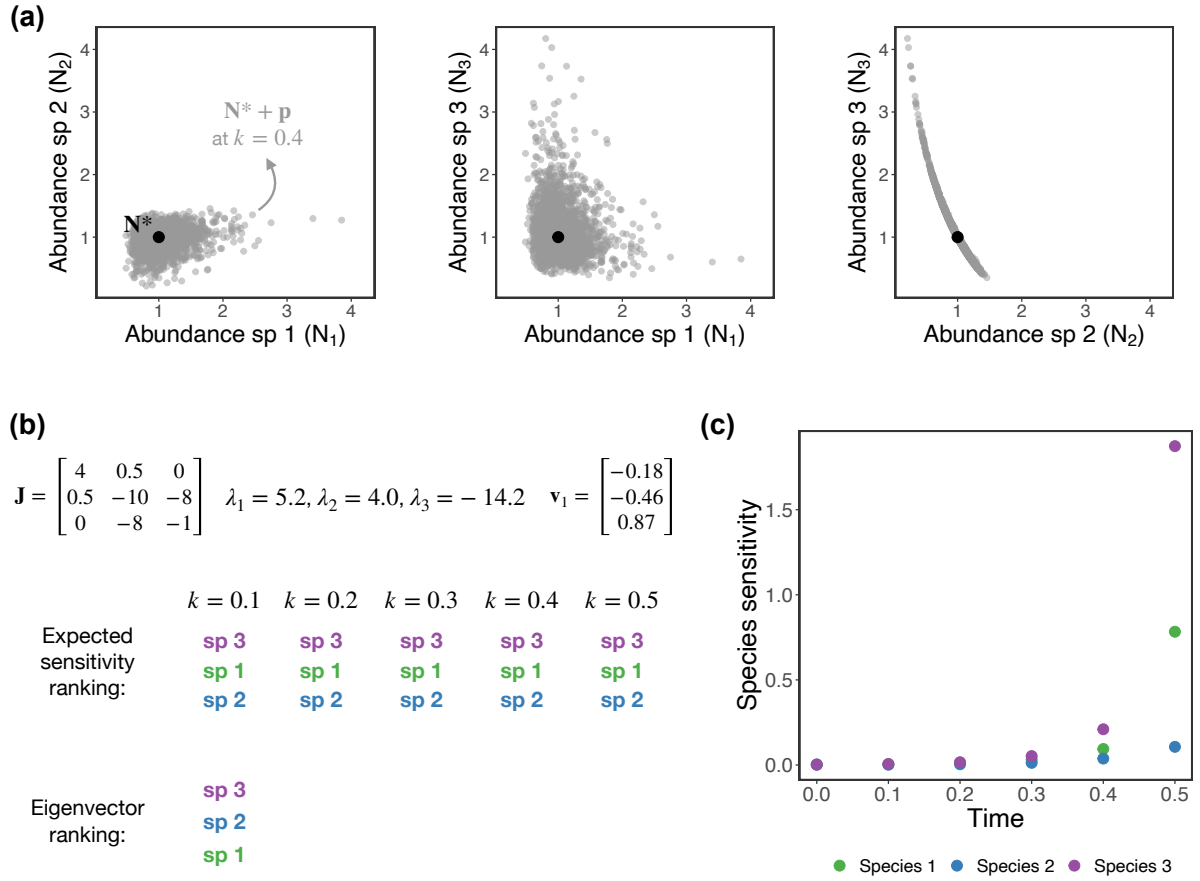 (a)
Abundance sp 2 (N₂)
4
3
2
1
N* + p
at k = 0.4
N*
1 2 3 4
Abundance sp 1 (N₁)
Abundance sp 3 (N₃)
4
3
2
1
1 2 3 4
Abundance sp 1 (N₁)
Abundance sp 3 (N₃)
4
3
2
1
1 2 3 4
Abundance sp 2 (N₂)
(b)
J = [4 0.5 0
0.5 −10 −8
0 −8 −1]
λ₁ = 5.2, λ₂ = 4.0, λ₃ = − 14.2
v₁ = [−0.18
−0.46
0.87]
k = 0.1 k = 0.2 k = 0.3 k = 0.4 k = 0.5
Expected
sensitivity
ranking:
sp 3 sp 3 sp 3 sp 3 sp 3
sp 1 sp 1 sp 1 sp 1 sp 1
sp 2 sp 2 sp 2 sp 2 sp 2
Eigenvector
ranking:
sp 3
sp 2
sp 1
(c)
Species sensitivity
1.5
1.0
0.5
0.0
0.0 0.1 0.2 0.3 0.4 0.5
Time
Species 1 Species 2 Species 3